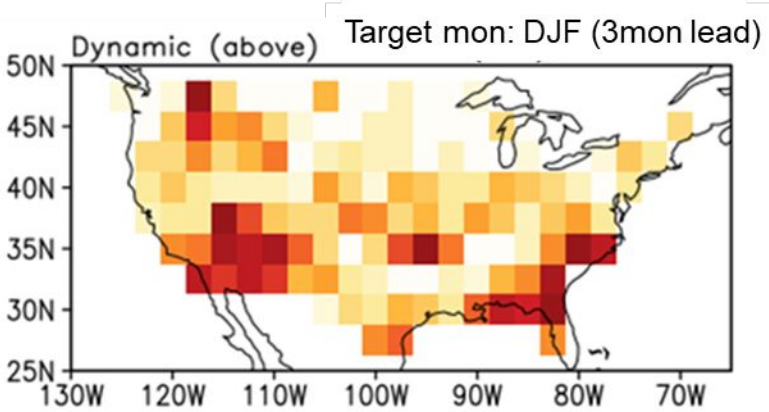 Dynamic (above)
Target mon: DJF (3mon lead)
50N
45N
40N
35N
30N
25N
130W 120W 110W 100W 90W 80W 70W